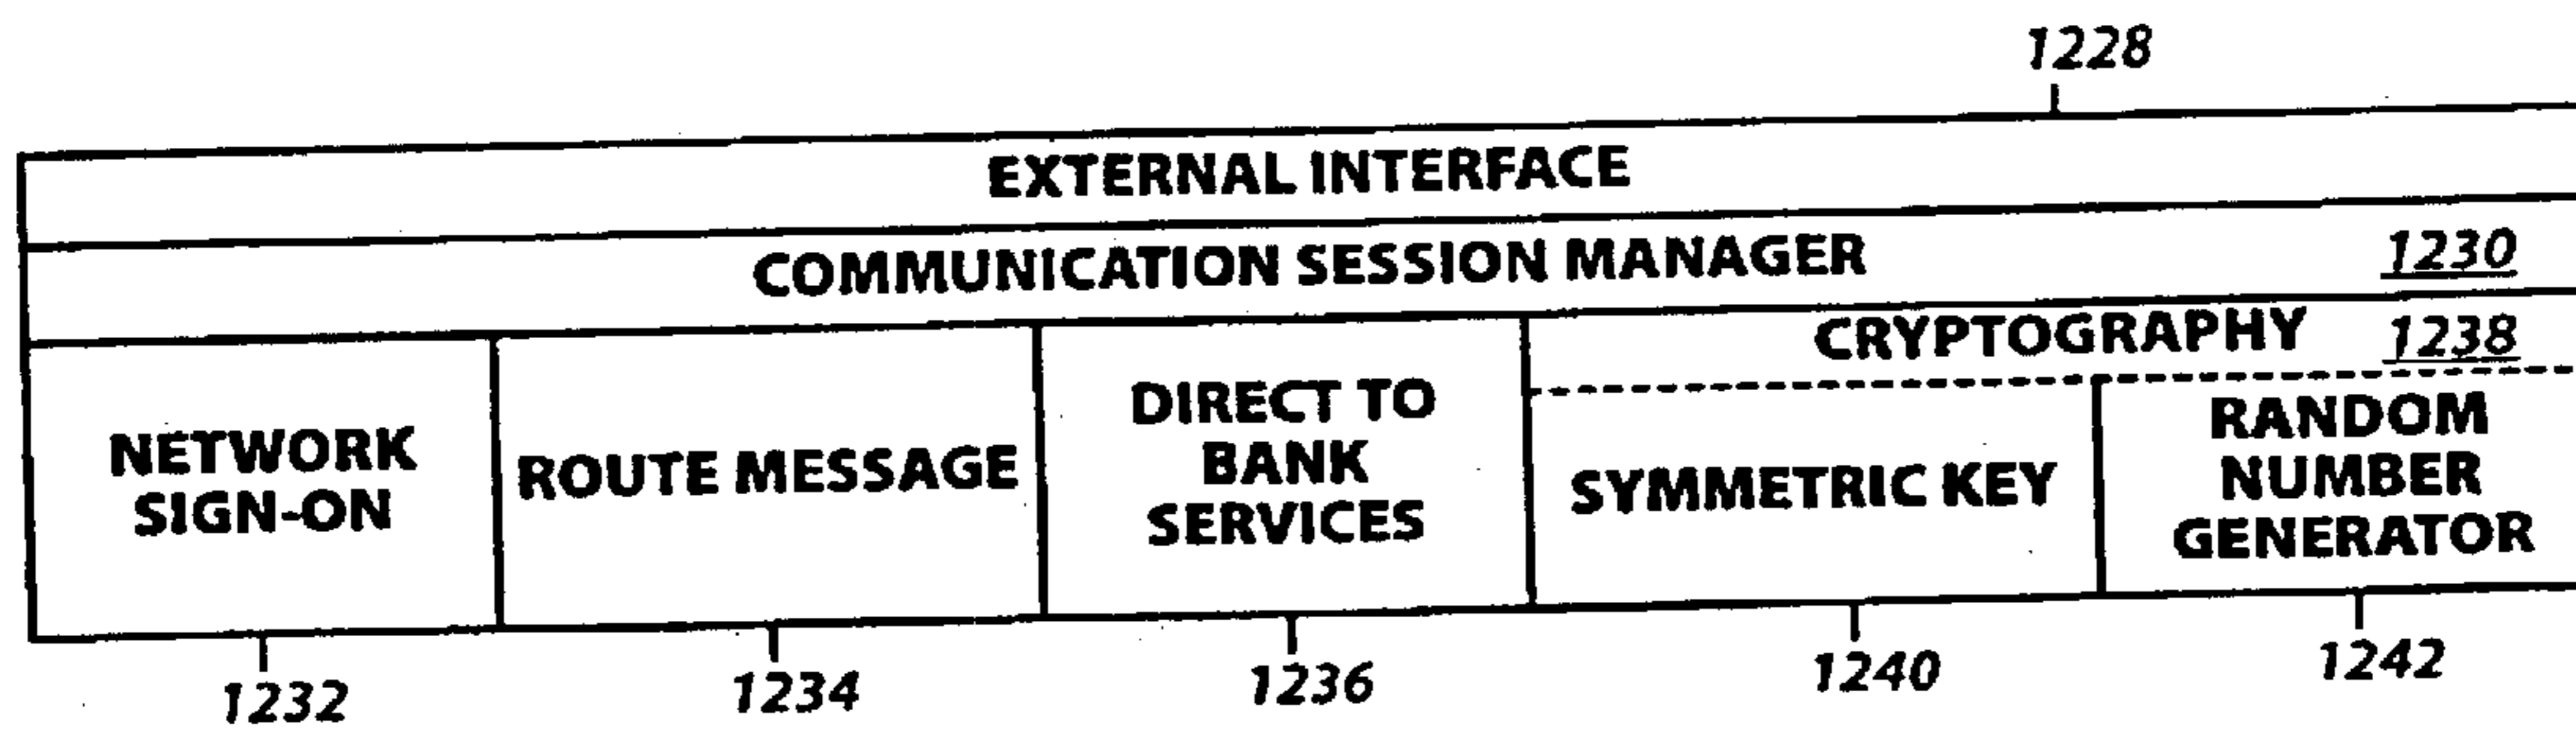 1228
EXTERNAL INTERFACE
COMMUNICATION SESSION MANAGER 1230
CRYPTOGRAPHY 1238
NETWORK
SIGN-ON
ROUTE MESSAGE
DIRECT TO
BANK
SERVICES
SYMMETRIC KEY
RANDOM
NUMBER
GENERATOR
1232
1234
1236
1240
1242